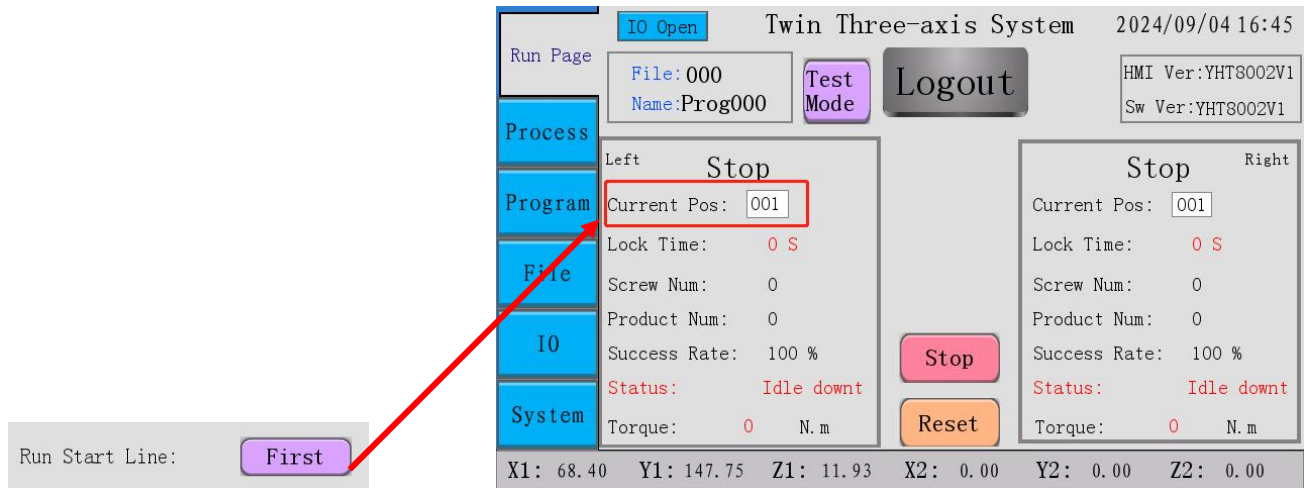 IO Open
Twin Three-axis System
2024/09/04 16:45
Run Page
File: 000
Name:Prog000
Test
Mode
Logout
HMI Ver:YHT8002V1
Sw Ver:YHT8002V1
Process
Program
File
IO
System
Left
Stop
Current Pos: 001
Lock Time: 0 S
Screw Num: 0
Product Num: 0
Success Rate: 100 %
Status: Idle downt
Torque: 0 N.m
Stop
Reset
Right
Stop
Current Pos: 001
Lock Time: 0 S
Screw Num: 0
Product Num: 0
Success Rate: 100 %
Status: Idle downt
Torque: 0 N.m
X1: 68.40 Y1: 147.75 Z1: 11.93 X2: 0.00 Y2: 0.00 Z2: 0.00
Run Start Line: First